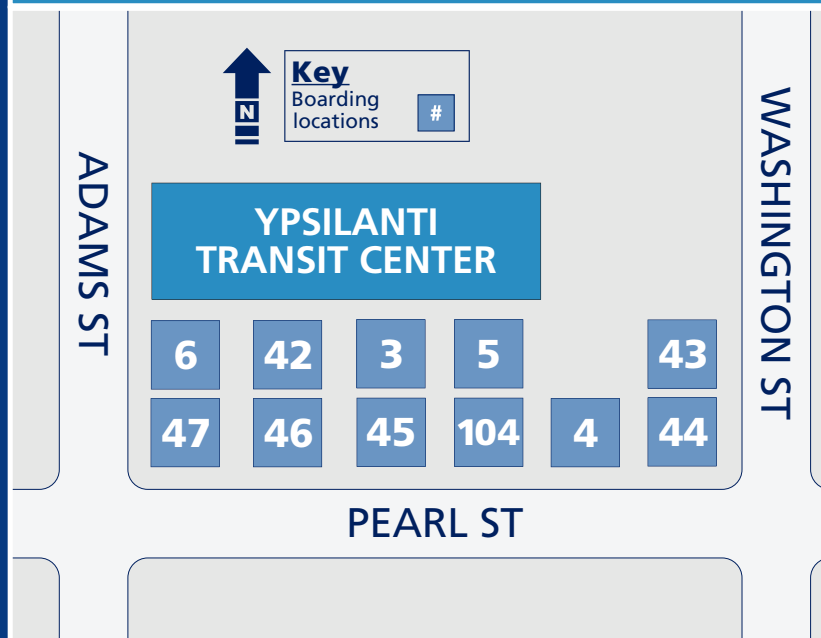 N
Key
Boarding
locations
#
ADAMS ST
WASHINGTON ST
YPSILANTI
TRANSIT CENTER
6 42 3 5 43
47 46 45 104 4 44
PEARL ST